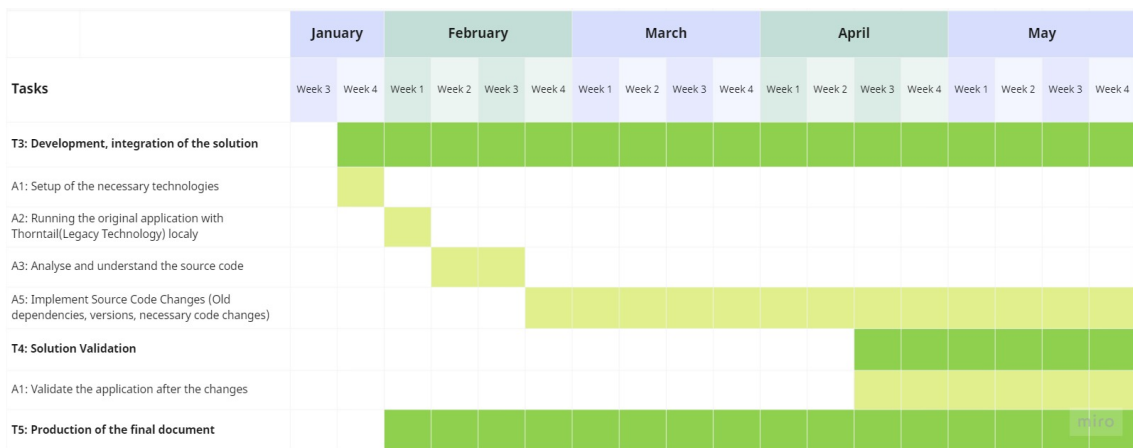 January February March April May
Tasks Week 3 Week 4 Week 1 Week 2 Week 3 Week 4 Week 1 Week 2 Week 3 Week 4 Week 1 Week 2 Week 3 Week 4 Week 1 Week 2 Week 3 Week 4
T3: Development, integration of the solution
A1: Setup of the necessary technologies
A2: Running the original application with
Thorntail(Legacy Technology) localy
A3: Analyse and understand the source code
A5: Implement Source Code Changes (Old
dependencies, versions, necessary code changes)
T4: Solution Validation
A1: Validate the application after the changes
T5: Production of the final document
miro